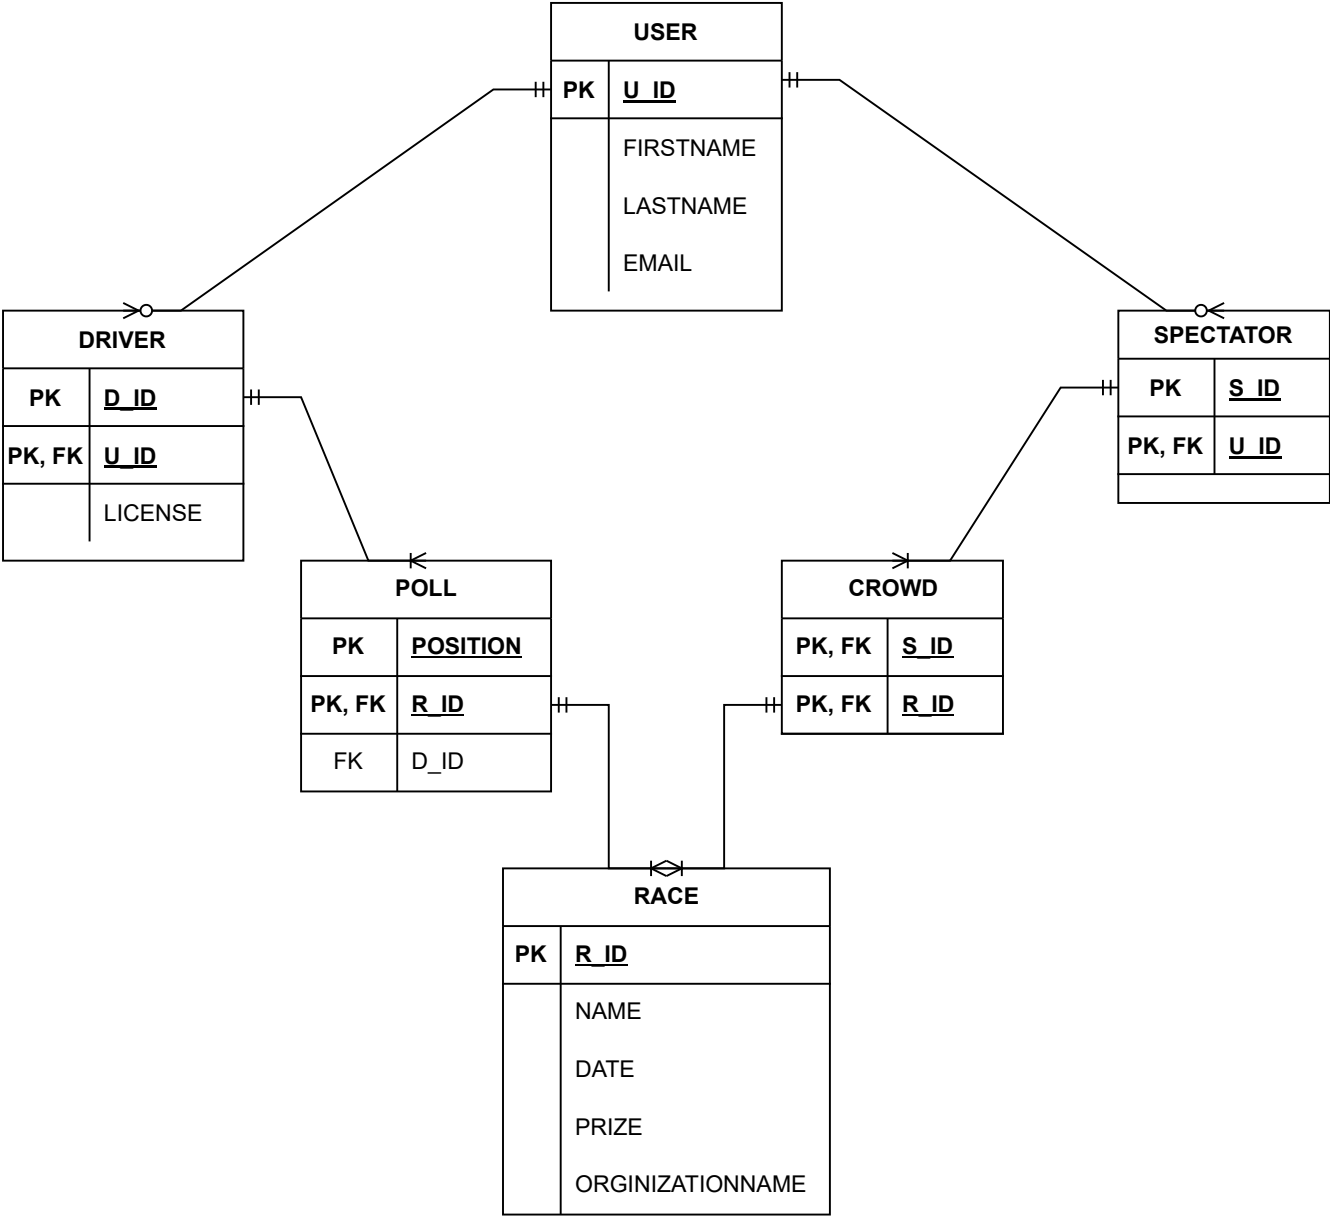 USER
PK U_ID
FIRSTNAME
LASTNAME
EMAIL
DRIVER
PK D_ID
PK, FK U_ID
LICENSE
SPECTATOR
PK S_ID
PK, FK U_ID
POLL
PK POSITION
PK, FK R_ID
FK D_ID
CROWD
PK, FK S_ID
PK, FK R_ID
RACE
PK R_ID
NAME
DATE
PRIZE
ORGINIZATIONNAME